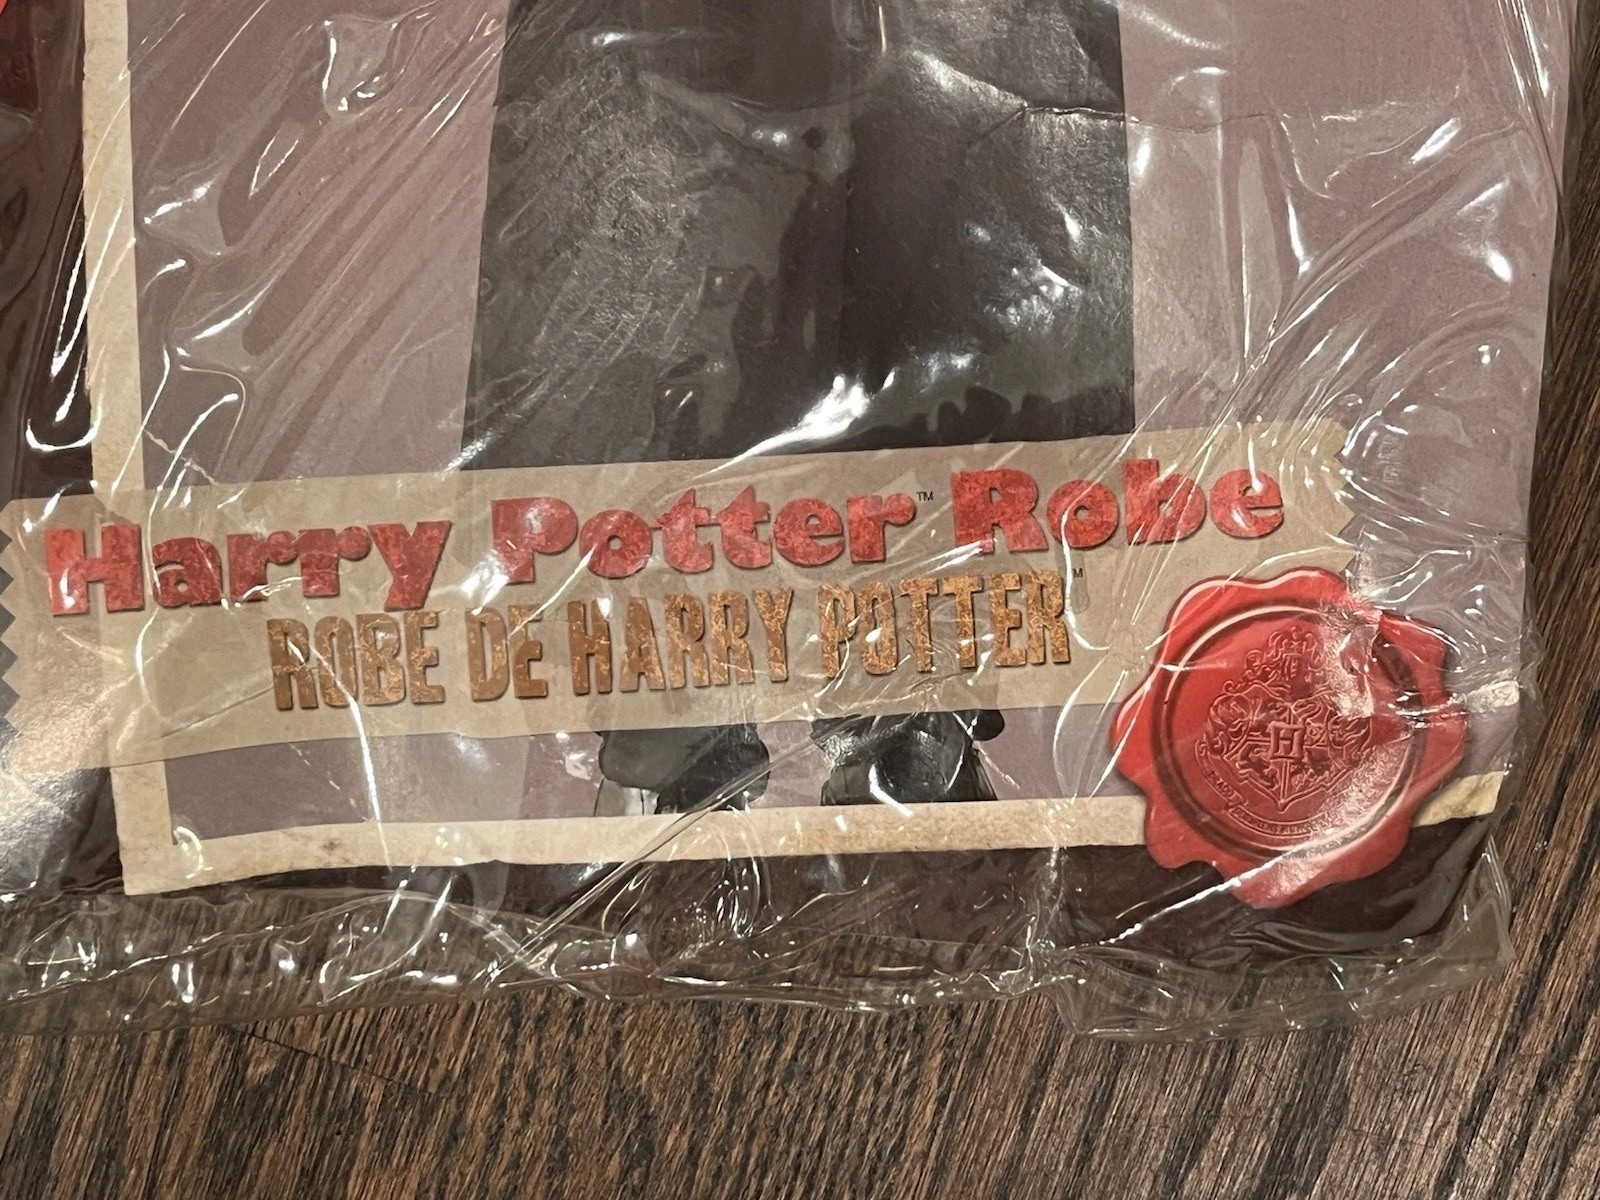 Harry Potter™ Robe
ROBE DE HARRY POTTER™
H